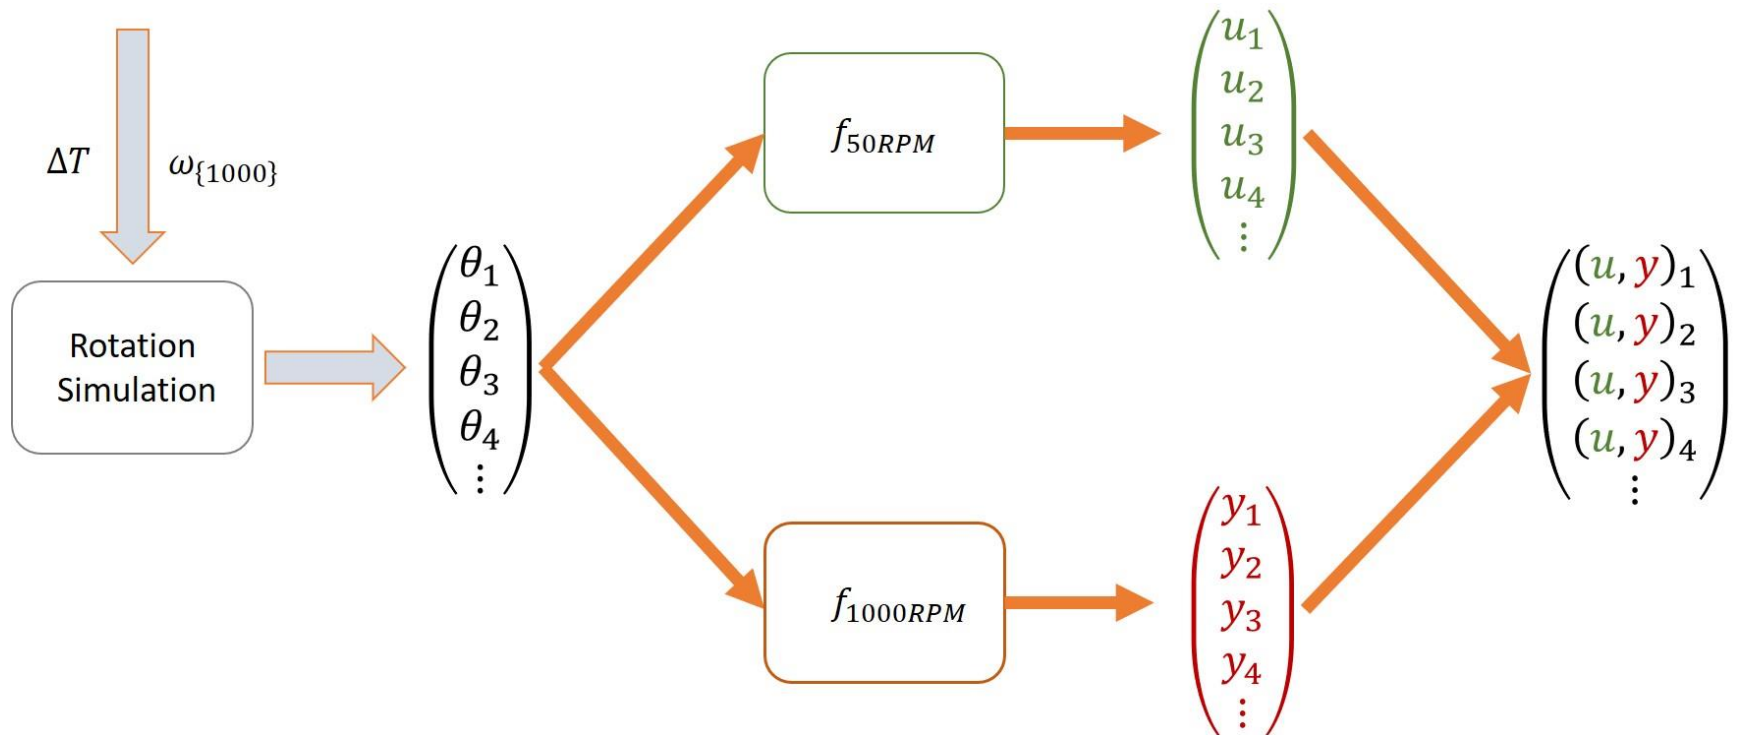 ΔT
ω{1000}
Rotation
Simulation
θ1
θ2
θ3
θ4
⋮
f50RPM
f1000RPM
u1
u2
u3
u4
⋮
y1
y2
y3
y4
⋮
(u, y)1
(u, y)2
(u, y)3
(u, y)4
⋮